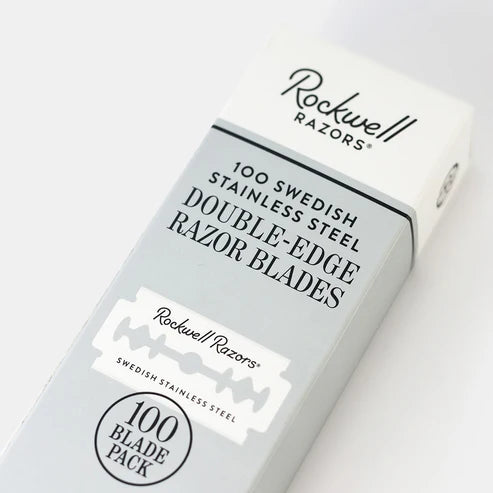 Rockwell
RAZORS®
100 SWEDISH
STAINLESS STEEL
DOUBLE-EDGE
RAZOR BLADES
Rockwell Razors®
SWEDISH STAINLESS STEEL
100
BLADE
PACK